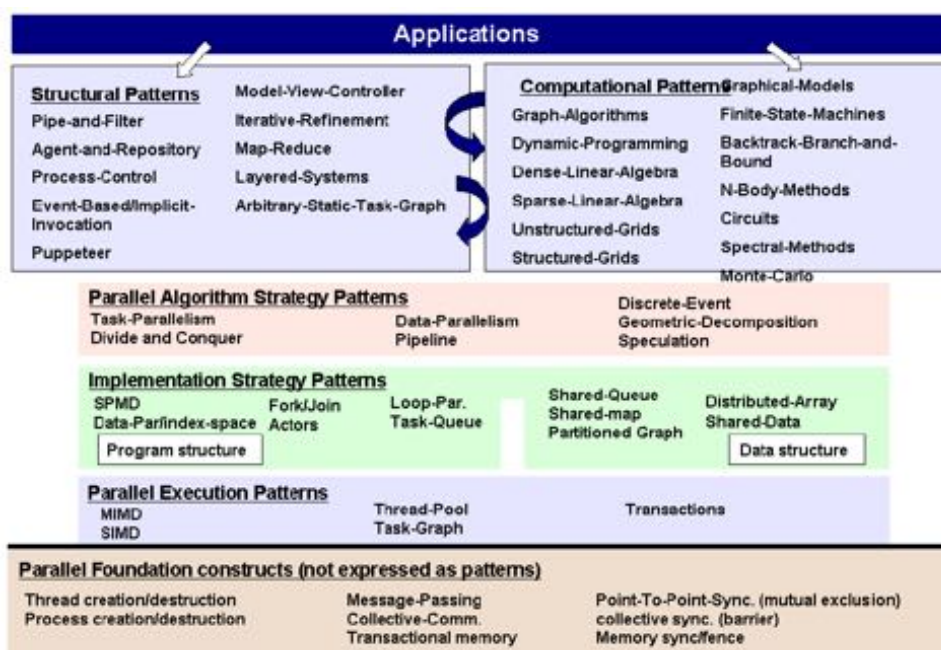 Applications
Structural Patterns
Pipe-and-Filter
Agent-and-Repository
Process-Control
Event-Based/Implicit-
Invocation
Puppeteer
Model-View-Controller
Iterative-Refinement
Map-Reduce
Layered-Systems
Arbitrary-Static-Task-Graph
Computational Patterns
Graph-Algorithms
Dynamic-Programming
Dense-Linear-Algebra
Sparse-Linear-Algebra
Unstructured-Grids
Structured-Grids
Graphical-Models
Finite-State-Machines
Backtrack-Branch-and-
Bound
N-Body-Methods
Circuits
Spectral-Methods
Monte-Carlo
Parallel Algorithm Strategy Patterns
Task-Parallelism
Divide and Conquer
Data-Parallelism
Pipeline
Discrete-Event
Geometric-Decomposition
Speculation
Implementation Strategy Patterns
SPMD
Data-Par/index-space
Fork/Join
Actors
Loop-Par.
Task-Queue
Program structure
Shared-Queue
Shared-map
Partitioned Graph
Distributed-Array
Shared-Data
Data structure
Parallel Execution Patterns
MIMD
SIMD
Thread-Pool
Task-Graph
Transactions
Parallel Foundation constructs (not expressed as patterns)
Thread creation/destruction
Process creation/destruction
Message-Passing
Collective-Comm.
Transactional memory
Point-To-Point-Sync. (mutual exclusion)
collective sync. (barrier)
Memory sync/fence